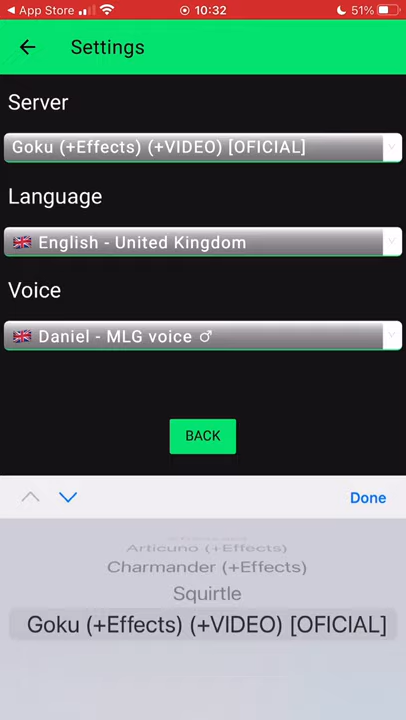 App Store 10:32 51%
Settings
Server
Goku (+Effects) (+VIDEO) [OFICIAL]
Language
English - United Kingdom
Voice
Daniel - MLG voice ♂
BACK
Done
Articuno (+Effects)
Charmander (+Effects)
Squirtle
Goku (+Effects) (+VIDEO) [OFICIAL]